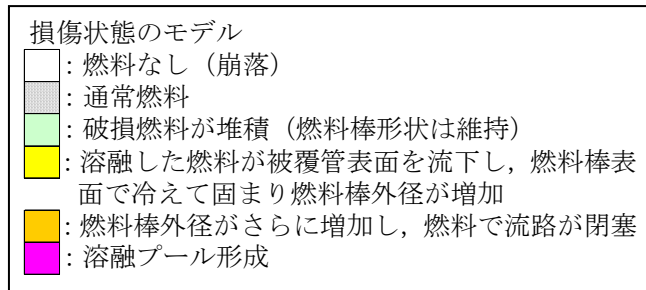 損傷状態のモデル
：燃料なし（崩落）
：通常燃料
：破損燃料が堆積（燃料棒形状は維持）
：溶融した燃料が被覆管表面を流下し，燃料棒表
面で冷えて固まり燃料棒外径が増加
：燃料棒外径がさらに増加し，燃料で流路が閉塞
：溶融プール形成